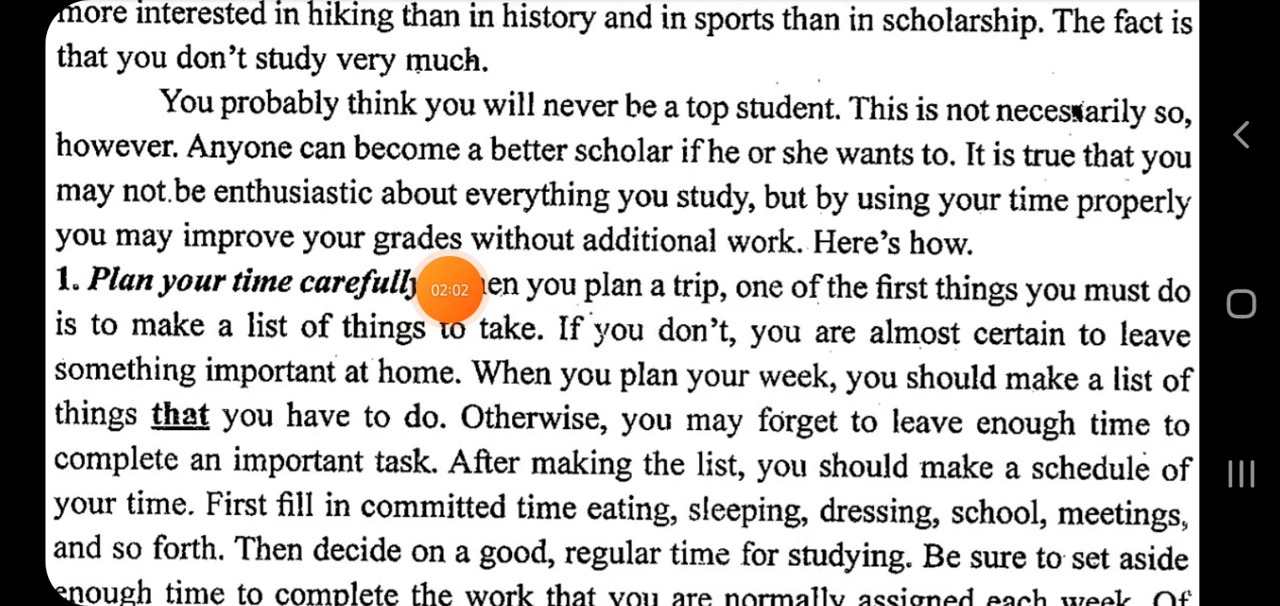 more interested in hiking than in history and in sports than in scholarship. The fact is
that you don't study very much.
You probably think you will never be a top student. This is not necessarily so,
however. Anyone can become a better scholar if he or she wants to. It is true that you
may not be enthusiastic about everything you study, but by using your time properly
you may improve your grades without additional work. Here's how.
1. Plan your time carefully 02:02 you plan a trip, one of the first things you must do
is to make a list of things to take. If you don't, you are almost certain to leave
something important at home. When you plan your week, you should make a list of
things that you have to do. Otherwise, you may forget to leave enough time to
complete an important task. After making the list, you should make a schedule of
your time. First fill in committed time eating, sleeping, dressing, school, meetings,
and so forth. Then decide on a good, regular time for studying. Be sure to set aside
enough time to complete the work that you are normally assigned each week. Of